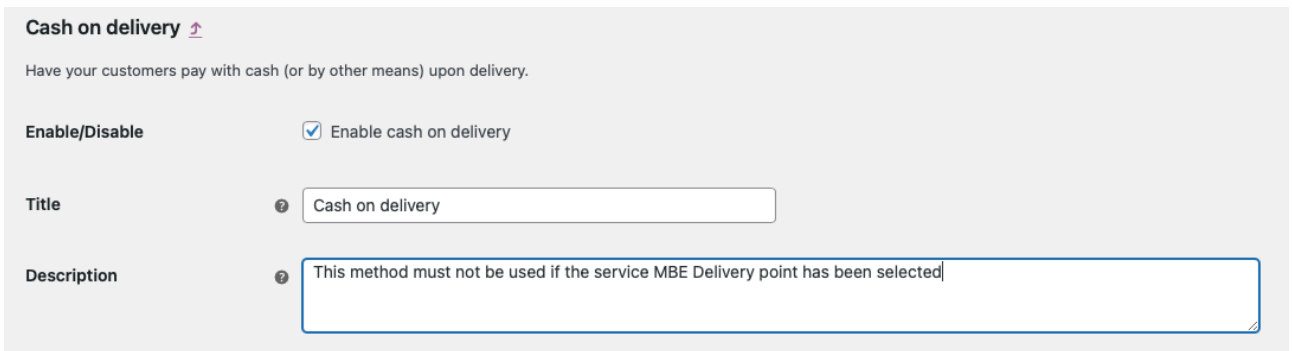 Cash on delivery
Have your customers pay with cash (or by other means) upon delivery.
Enable/Disable Enable cash on delivery
Title Cash on delivery
Description This method must not be used if the service MBE Delivery point has been selected